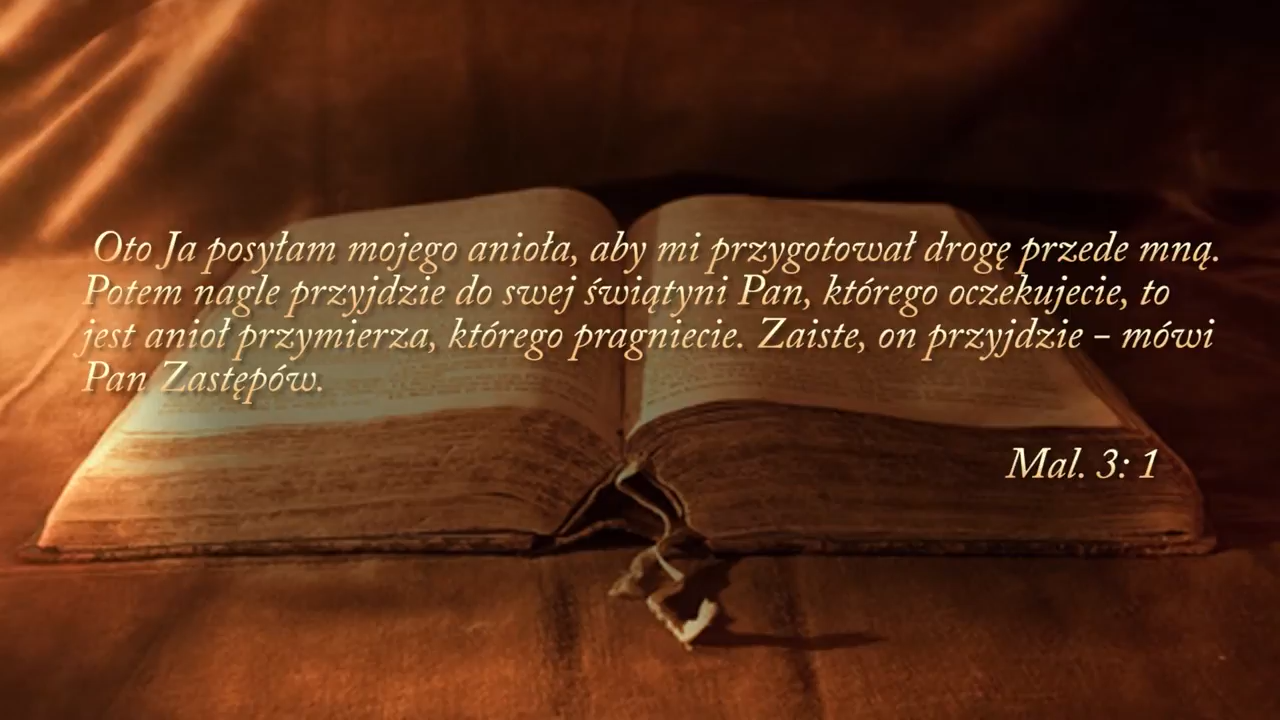 Oto Ja posyłam mojego anioła, aby mi przygotował drogę przede mną.
Potem nagle przyjdzie do swej świątyni Pan, którego oczekujecie, to
jest anioł przymierza, którego pragniecie. Zaiste, on przyjdzie – mówi
Pan Zastępów.
Mal. 3: 1